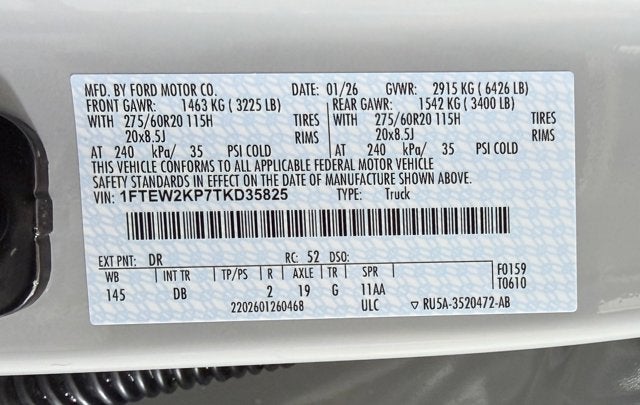 MFD. BY FORD MOTOR CO. DATE: 01/26 GVWR: 2915 KG ( 6426 LB)
FRONT GAWR: 1463 KG ( 3225 LB) REAR GAWR: 1542 KG ( 3400 LB)
WITH 275/60R20 115H TIRES WITH 275/60R20 115H TIRES
20x8.5J RIMS 20x8.5J RIMS
AT 240 kPa/ 35 PSI COLD AT 240 kPa/ 35 PSI COLD
THIS VEHICLE CONFORMS TO ALL APPLICABLE FEDERAL MOTOR VEHICLE
SAFETY STANDARDS IN EFFECT ON THE DATE OF MANUFACTURE SHOWN ABOVE.
VIN: 1FTEW2KP7TKD35825 TYPE: Truck
EXT PNT: DR RC: 52 DSO: F0159
WB INT TR TP/PS R AXLE TR SPR T0610
145 DB 2 19 G 11AA
2202601260468 ULC ▽ RU5A-3520472-AB